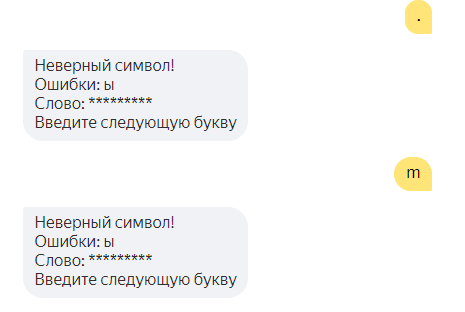 .
Неверный символ!
Ошибки: ы
Слово: *********
Введите следующую букву
m
Неверный символ!
Ошибки: ы
Слово: *********
Введите следующую букву